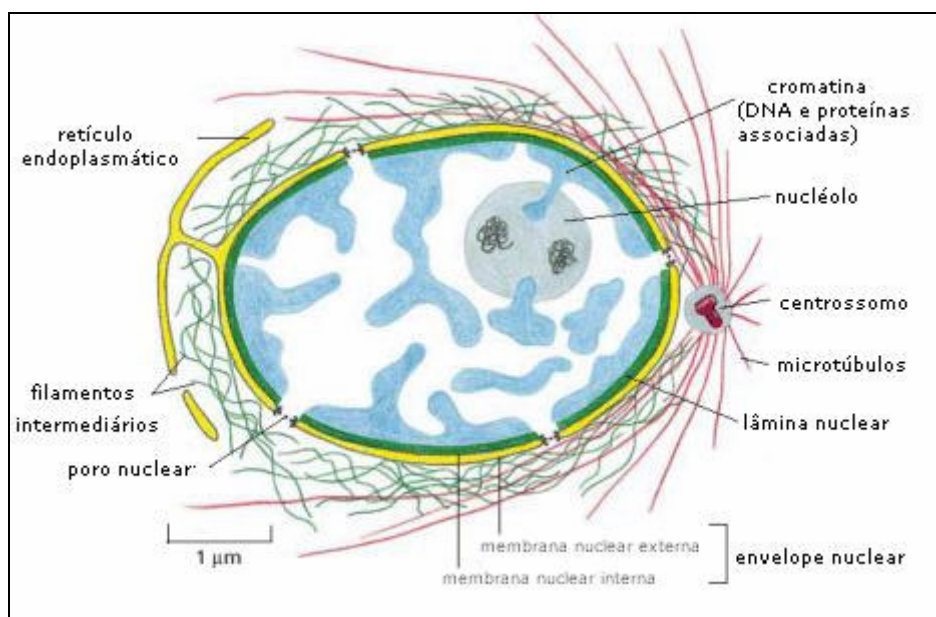 retículo
endoplasmático
filamentos
intermediários
poro nuclear
cromatina
(DNA e proteínas
associadas)
nucléolo
centrossomo
microtúbulos
lâmina nuclear
1 µm
membrana nuclear externa
membrana nuclear interna
envelope nuclear